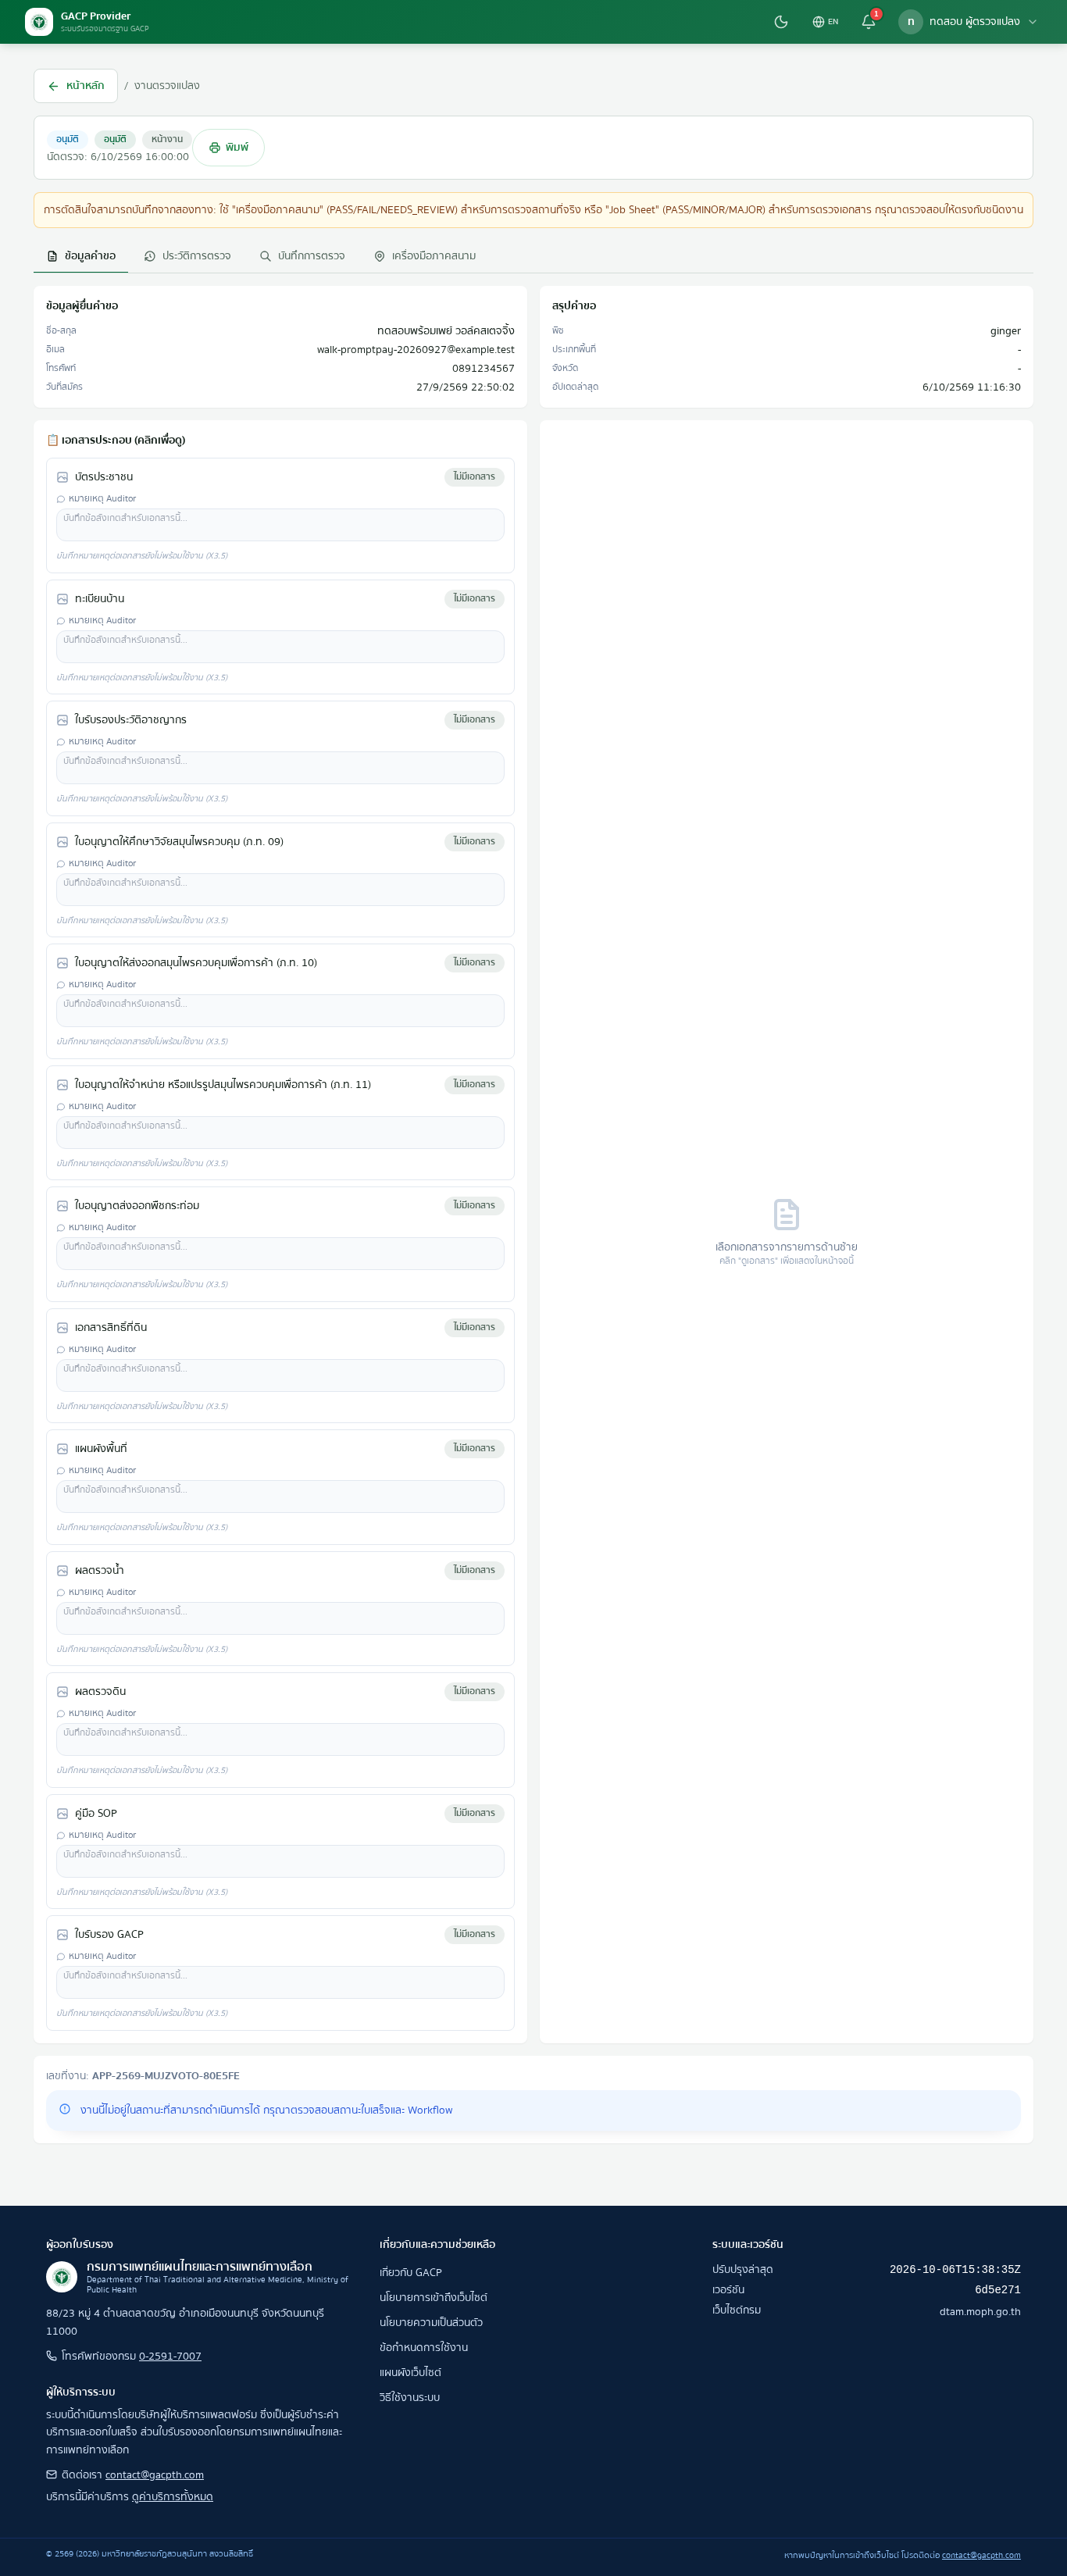 GACP Provider
ระบบรับรองมาตรฐาน GACP
EN
1
ท
ทดสอบ ผู้ตรวจแปลง
หน้าหลัก
/ งานตรวจแปลง
อนุมัติ
อนุมัติ
หน้างาน
พิมพ์
นัดตรวจ: 6/10/2569 16:00:00
การตัดสินใจสามารถบันทึกจากสองทาง: ใช้ "เครื่องมือภาคสนาม" (PASS/FAIL/NEEDS_REVIEW) สำหรับการตรวจสถานที่จริง หรือ "Job Sheet" (PASS/MINOR/MAJOR) สำหรับการตรวจเอกสาร กรุณาตรวจสอบให้ตรงกับชนิดงาน
ข้อมูลคำขอ
ประวัติการตรวจ
บันทึกการตรวจ
เครื่องมือภาคสนาม
ข้อมูลผู้ยื่นคำขอ
ชื่อ-สกุล
ทดสอบพร้อมเพย์ วอล์คสเตจจิ้ง
อีเมล
walk-promptpay-20260927@example.test
โทรศัพท์
0891234567
วันที่สมัคร
27/9/2569 22:50:02
สรุปคำขอ
พืช
ginger
ประเภทพื้นที่
-
จังหวัด
-
อัปเดตล่าสุด
6/10/2569 11:16:30
📋 เอกสารประกอบ (คลิกเพื่อดู)
บัตรประชาชน
ไม่มีเอกสาร
หมายเหตุ Auditor
บันทึกข้อสังเกตสำหรับเอกสารนี้...
บันทึกหมายเหตุต่อเอกสารยังไม่พร้อมใช้งาน (X3.5)
ทะเบียนบ้าน
ไม่มีเอกสาร
หมายเหตุ Auditor
บันทึกข้อสังเกตสำหรับเอกสารนี้...
บันทึกหมายเหตุต่อเอกสารยังไม่พร้อมใช้งาน (X3.5)
ใบรับรองประวัติอาชญากร
ไม่มีเอกสาร
หมายเหตุ Auditor
บันทึกข้อสังเกตสำหรับเอกสารนี้...
บันทึกหมายเหตุต่อเอกสารยังไม่พร้อมใช้งาน (X3.5)
ใบอนุญาตให้ศึกษาวิจัยสมุนไพรควบคุม (ภ.ท. 09)
ไม่มีเอกสาร
หมายเหตุ Auditor
บันทึกข้อสังเกตสำหรับเอกสารนี้...
บันทึกหมายเหตุต่อเอกสารยังไม่พร้อมใช้งาน (X3.5)
ใบอนุญาตให้ส่งออกสมุนไพรควบคุมเพื่อการค้า (ภ.ท. 10)
ไม่มีเอกสาร
หมายเหตุ Auditor
บันทึกข้อสังเกตสำหรับเอกสารนี้...
บันทึกหมายเหตุต่อเอกสารยังไม่พร้อมใช้งาน (X3.5)
ใบอนุญาตให้จำหน่าย หรือแปรรูปสมุนไพรควบคุมเพื่อการค้า (ภ.ท. 11)
ไม่มีเอกสาร
หมายเหตุ Auditor
บันทึกข้อสังเกตสำหรับเอกสารนี้...
บันทึกหมายเหตุต่อเอกสารยังไม่พร้อมใช้งาน (X3.5)
ใบอนุญาตส่งออกพืชกระท่อม
ไม่มีเอกสาร
หมายเหตุ Auditor
บันทึกข้อสังเกตสำหรับเอกสารนี้...
บันทึกหมายเหตุต่อเอกสารยังไม่พร้อมใช้งาน (X3.5)
เอกสารสิทธิ์ที่ดิน
ไม่มีเอกสาร
หมายเหตุ Auditor
บันทึกข้อสังเกตสำหรับเอกสารนี้...
บันทึกหมายเหตุต่อเอกสารยังไม่พร้อมใช้งาน (X3.5)
แผนผังพื้นที่
ไม่มีเอกสาร
หมายเหตุ Auditor
บันทึกข้อสังเกตสำหรับเอกสารนี้...
บันทึกหมายเหตุต่อเอกสารยังไม่พร้อมใช้งาน (X3.5)
ผลตรวจน้ำ
ไม่มีเอกสาร
หมายเหตุ Auditor
บันทึกข้อสังเกตสำหรับเอกสารนี้...
บันทึกหมายเหตุต่อเอกสารยังไม่พร้อมใช้งาน (X3.5)
ผลตรวจดิน
ไม่มีเอกสาร
หมายเหตุ Auditor
บันทึกข้อสังเกตสำหรับเอกสารนี้...
บันทึกหมายเหตุต่อเอกสารยังไม่พร้อมใช้งาน (X3.5)
คู่มือ SOP
ไม่มีเอกสาร
หมายเหตุ Auditor
บันทึกข้อสังเกตสำหรับเอกสารนี้...
บันทึกหมายเหตุต่อเอกสารยังไม่พร้อมใช้งาน (X3.5)
ใบรับรอง GACP
ไม่มีเอกสาร
หมายเหตุ Auditor
บันทึกข้อสังเกตสำหรับเอกสารนี้...
บันทึกหมายเหตุต่อเอกสารยังไม่พร้อมใช้งาน (X3.5)
เลือกเอกสารจากรายการด้านซ้าย
คลิก "ดูเอกสาร" เพื่อแสดงในหน้าจอนี้
เลขที่งาน: APP-2569-MUJZVOTO-80E5FE
งานนี้ไม่อยู่ในสถานะที่สามารถดำเนินการได้ กรุณาตรวจสอบสถานะใบเสร็จและ Workflow
ผู้ออกใบรับรอง
กรมการแพทย์แผนไทยและการแพทย์ทางเลือก
Department of Thai Traditional and Alternative Medicine, Ministry of
Public Health
88/23 หมู่ 4 ตำบลตลาดขวัญ อำเภอเมืองนนทบุรี จังหวัดนนทบุรี
11000
โทรศัพท์ของกรม 0-2591-7007
ผู้ให้บริการระบบ
ระบบนี้ดำเนินการโดยบริษัทผู้ให้บริการแพลตฟอร์ม ซึ่งเป็นผู้รับชำระค่า
บริการและออกใบเสร็จ ส่วนใบรับรองออกโดยกรมการแพทย์แผนไทยและ
การแพทย์ทางเลือก
ติดต่อเรา contact@gacpth.com
บริการนี้มีค่าบริการ ดูค่าบริการทั้งหมด
เกี่ยวกับและความช่วยเหลือ
เกี่ยวกับ GACP
นโยบายการเข้าถึงเว็บไซต์
นโยบายความเป็นส่วนตัว
ข้อกำหนดการใช้งาน
แผนผังเว็บไซต์
วิธีใช้งานระบบ
ระบบและเวอร์ชัน
ปรับปรุงล่าสุด
2026-10-06T15:38:35Z
เวอร์ชัน
6d5e271
เว็บไซต์กรม
dtam.moph.go.th
© 2569 (2026) มหาวิทยาลัยราชภัฏสวนสุนันทา สงวนลิขสิทธิ์
หากพบปัญหาในการเข้าถึงเว็บไซต์ โปรดติดต่อ contact@gacpth.com